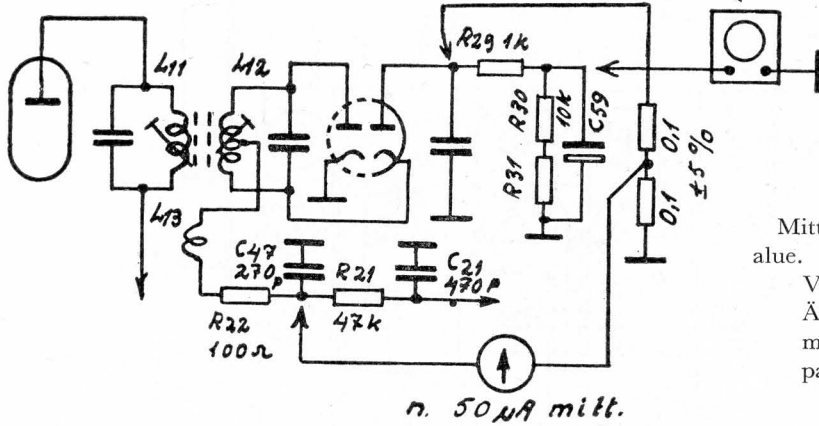 L11
L12
R29 1k
R30
10k
C59
R31
0,1
0,1
±5%
L13
C47
270p
R21
47k
C21
470p
R22
100Ω
n. 50µA mitt.
Mitt
alue.
V
Ä
m
pa